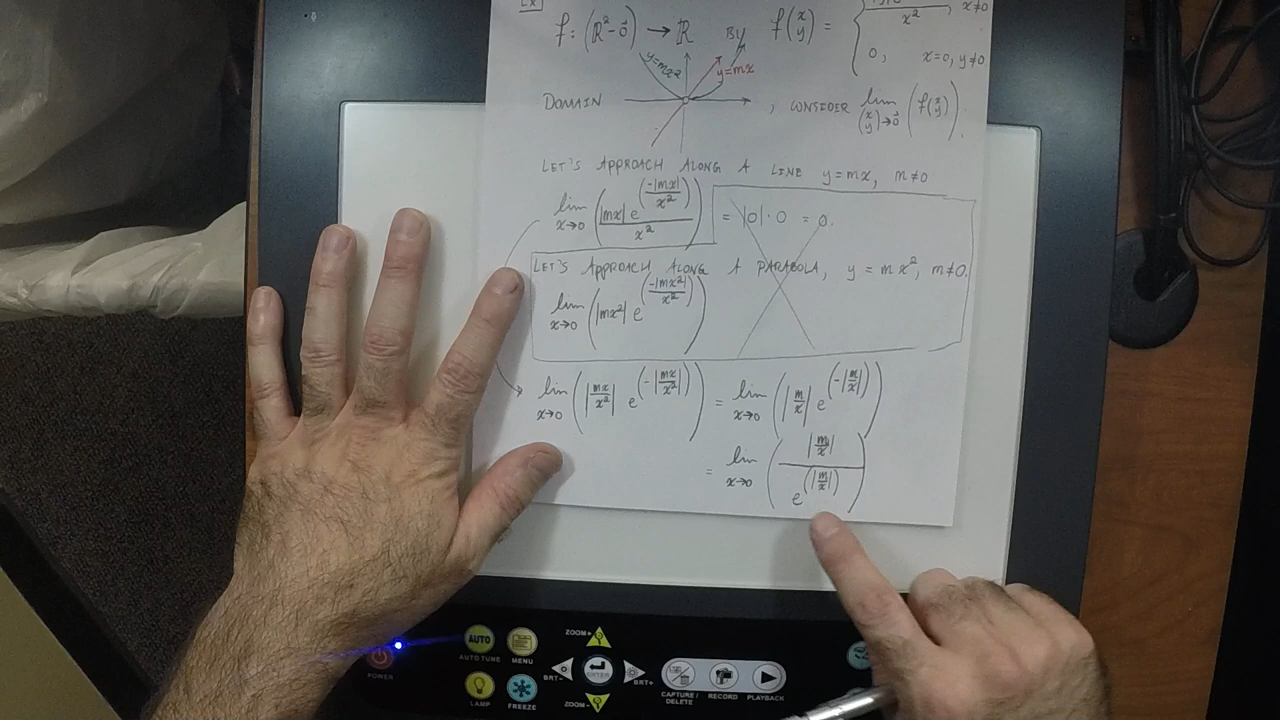 Ex
f: (ℝ² - 0⃗) → ℝ BY f(x y) = { / x², x≠0
0, x=0, y≠0
y=mx²
y=mx
DOMAIN , CONSIDER lim (x y)→0⃗ (f(x y)).
LET'S APPROACH ALONG A LINE y=mx, m≠0
lim x→0 (|mx| e^(-|mx|/x²) / x²) = |0|·0 = 0.
LET'S APPROACH ALONG A PARABOLA, y = mx², m≠0.
lim x→0 (|mx²| e^(-|mx²|/x²))
lim x→0 (|mx/x²| e^(-|mx/x²|)) = lim x→0 (|m/x| e^(-|m/x|))
= lim x→0 (|m/x| / e^(|m/x|))
POWER
AUTO
AUTO TUNE
MENU
LAMP
FREEZE
ZOOM+
BRT-
ENTER
BRT+
ZOOM-
CAPTURE / DELETE
RECORD
PLAYBACK